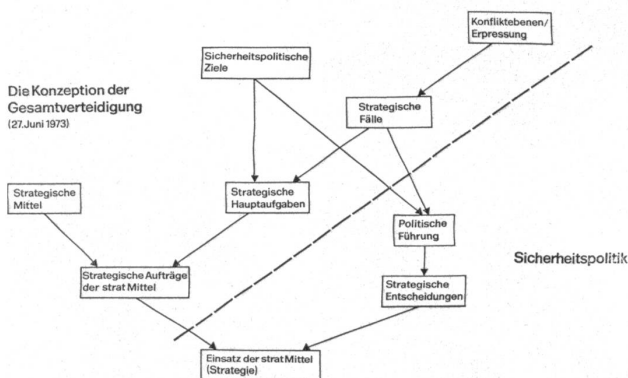 Konfliktebenen/
Erpressung
Sicherheitspolitische
Ziele
Die Konzeption der
Gesamtverteidigung
(27.Juni 1973)
Strategische
Fälle
Strategische
Mittel
Strategische
Hauptaufgaben
Politische
Führung
Sicherheitspolitik
Strategische Aufträge
der strat Mittel
Strategische
Entscheidungen
Einsatz der strat Mittel
(Strategie)